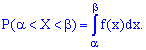 P(α < X < β) = ∫_α^β f(x)dx.